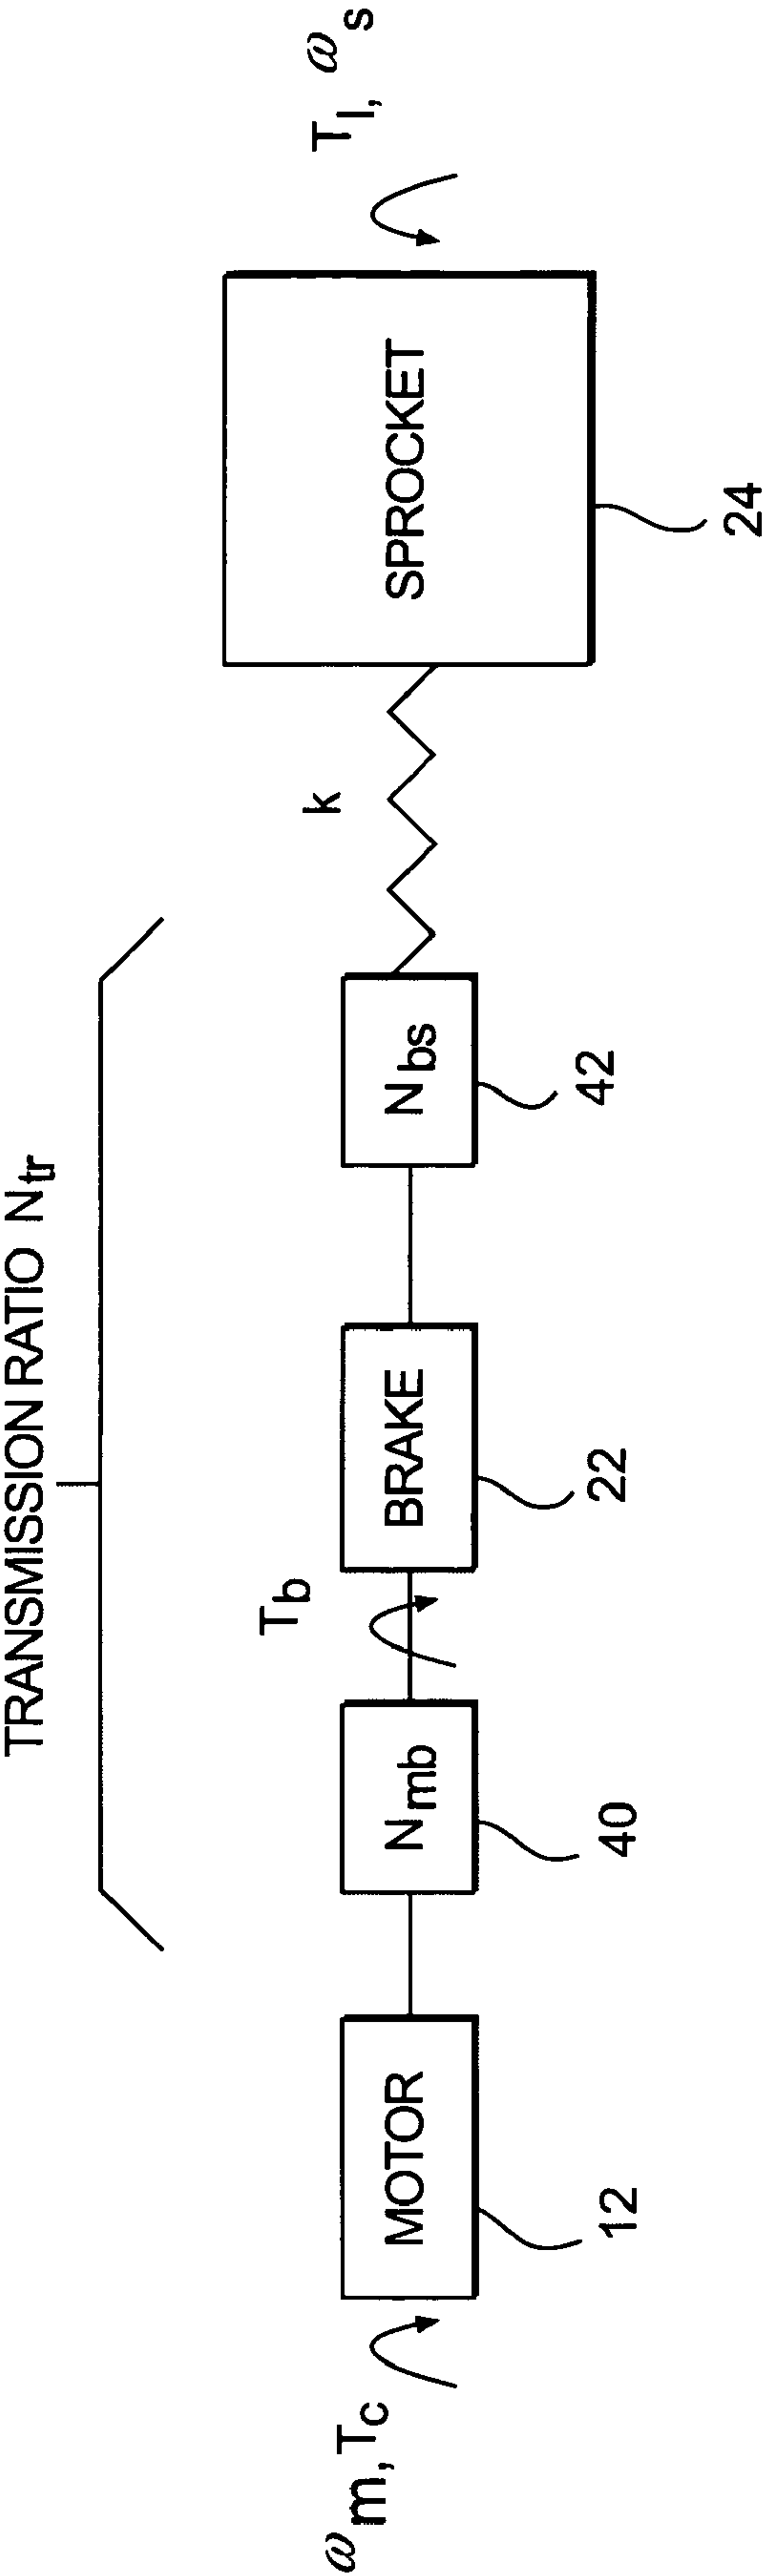 TRANSMISSION RATIO Ntr
ωm, Tc
MOTOR
12
Nmb
40
Tb
BRAKE
22
Nbs
42
k
SPROCKET
24
Tl, ωs